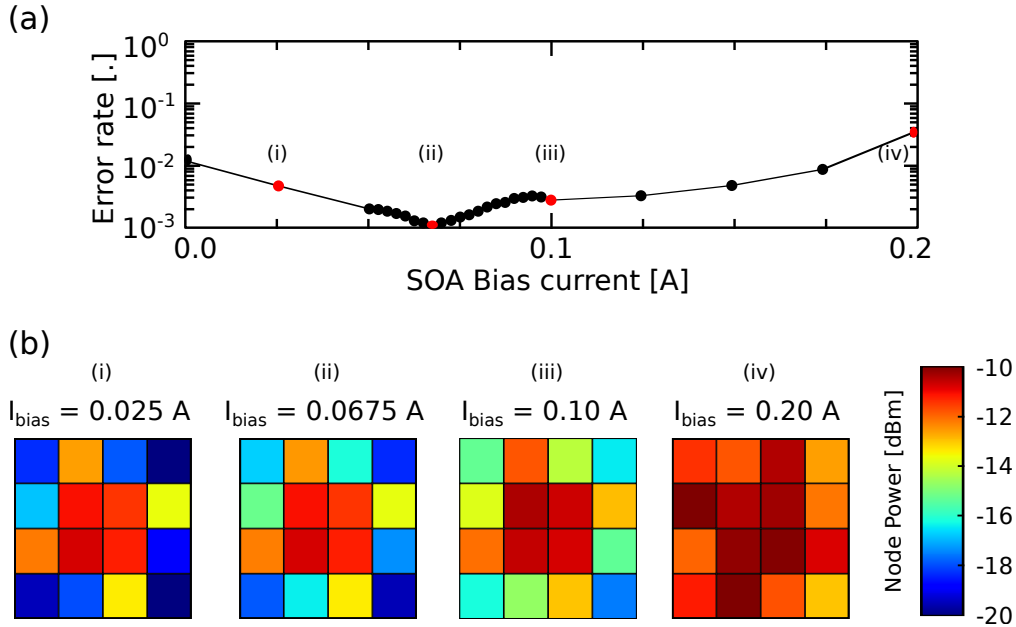 (a)
10^0
10^-1
10^-2
10^-3
Error rate [.]
(i)
(ii)
(iii)
(iv)
0.0
0.1
0.2
SOA Bias current [A]
(b)
(i)
(ii)
(iii)
(iv)
I_bias = 0.025 A
I_bias = 0.0675 A
I_bias = 0.10 A
I_bias = 0.20 A
-10
-12
-14
-16
-18
-20
Node Power [dBm]